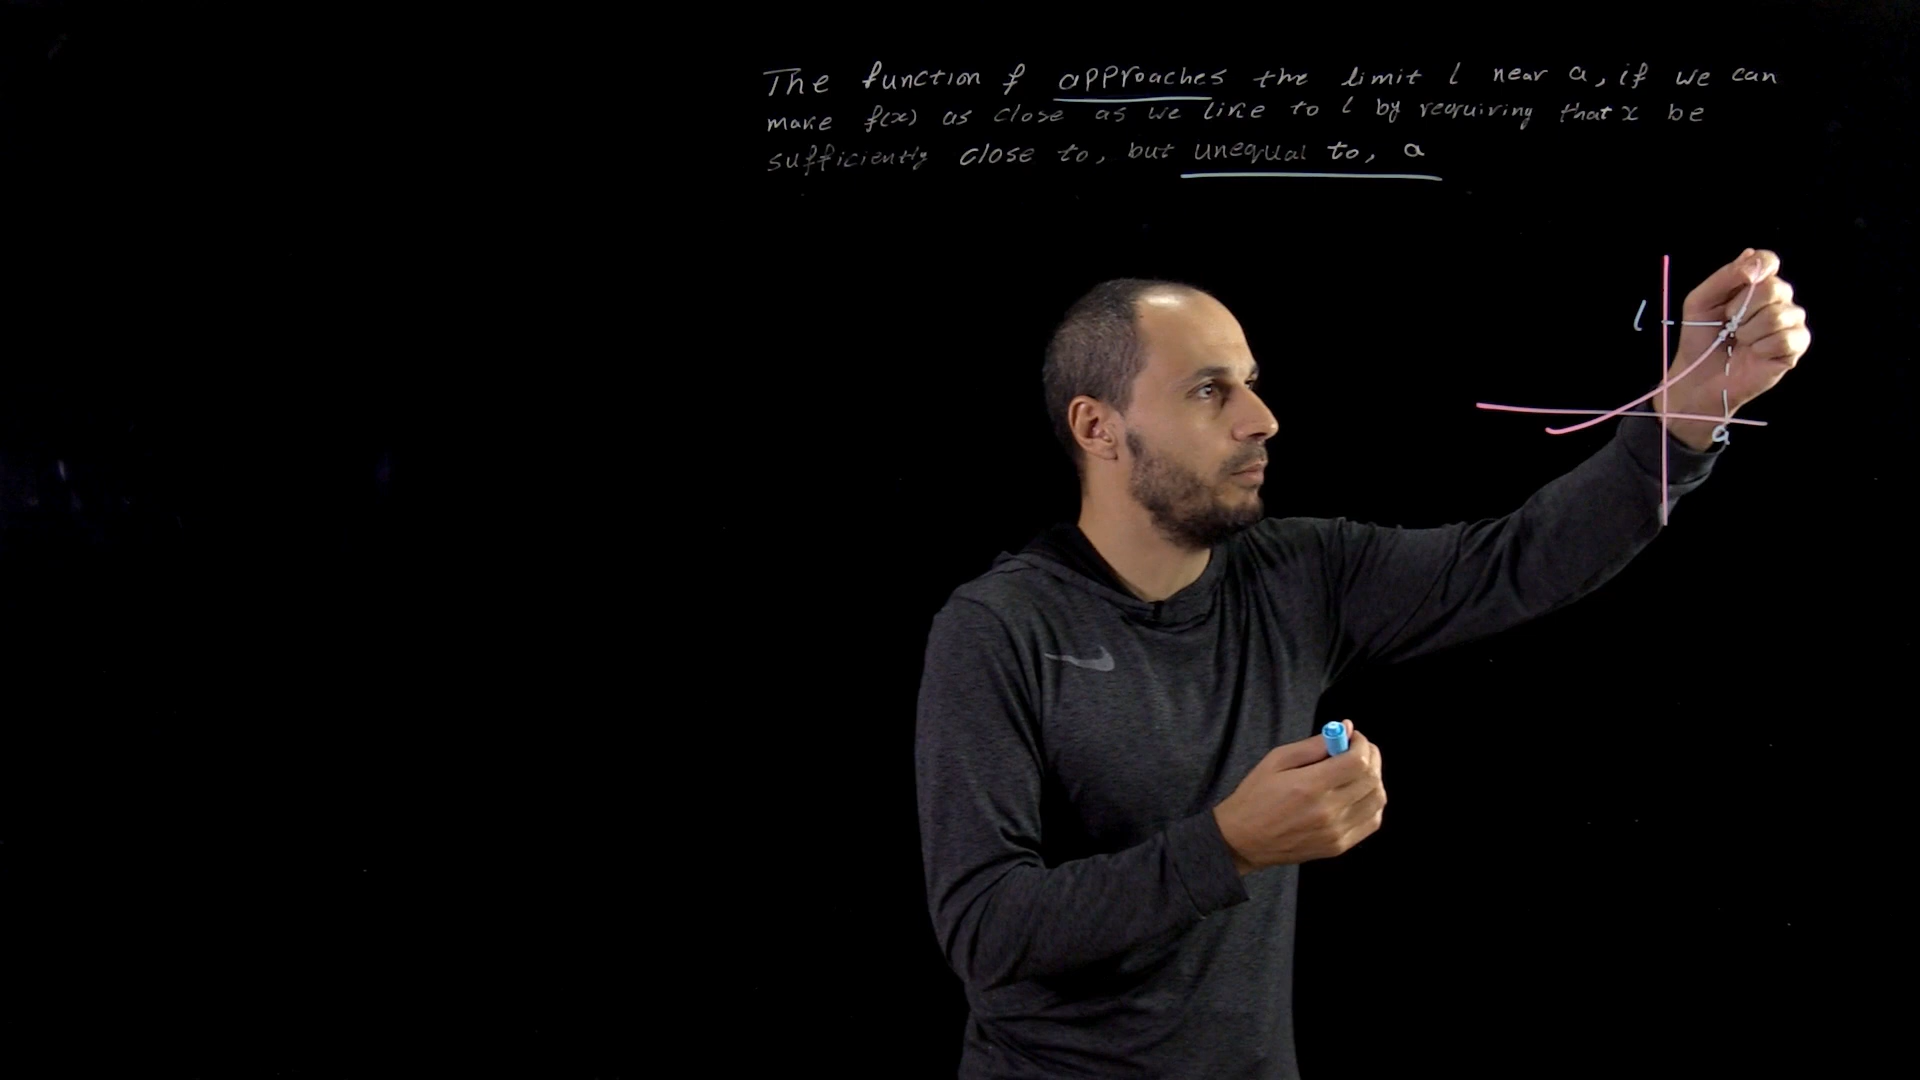 The function f approaches the limit l near a, if we can
make f(x) as close as we like to l by requiring that x be
sufficiently close to, but unequal to, a
l
a